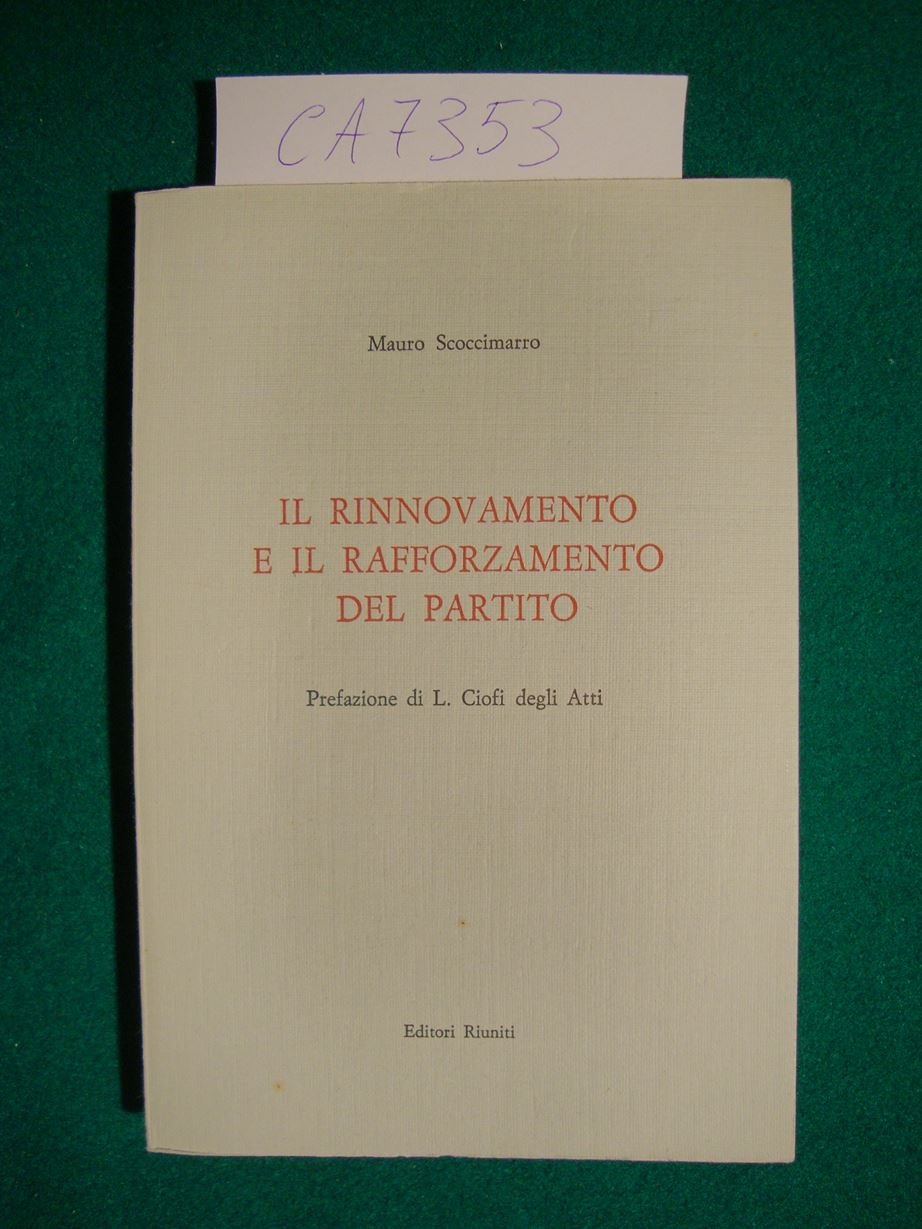 CA7353
Mauro Scoccimarro
IL RINNOVAMENTO
E IL RAFFORZAMENTO
DEL PARTITO
Prefazione di L. Ciofi degli Atti
Editori Riuniti